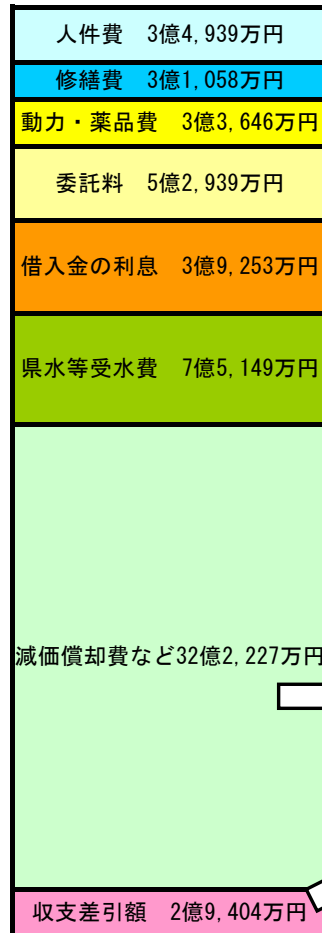 人件費　3億4,939万円
修繕費　3億1,058万円
動力・薬品費　3億3,646万円
委託料　5億2,939万円
借入金の利息　3億9,253万円
県水等受水費　7億5,149万円
減価償却費など32億2,227万円
収支差引額　2億9,404万円